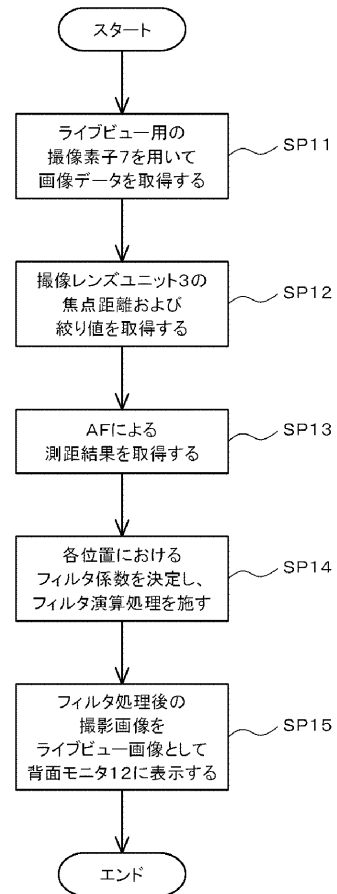 スタート
ライブビュー用の
撮像素子7を用いて
画像データを取得する
SP11
撮像レンズユニット3の
焦点距離および
絞り値を取得する
SP12
AFによる
測距結果を取得する
SP13
各位置における
フィルタ係数を決定し、
フィルタ演算処理を施す
SP14
フィルタ処理後の
撮影画像を
ライブビュー画像として
背面モニタ12に表示する
SP15
エンド